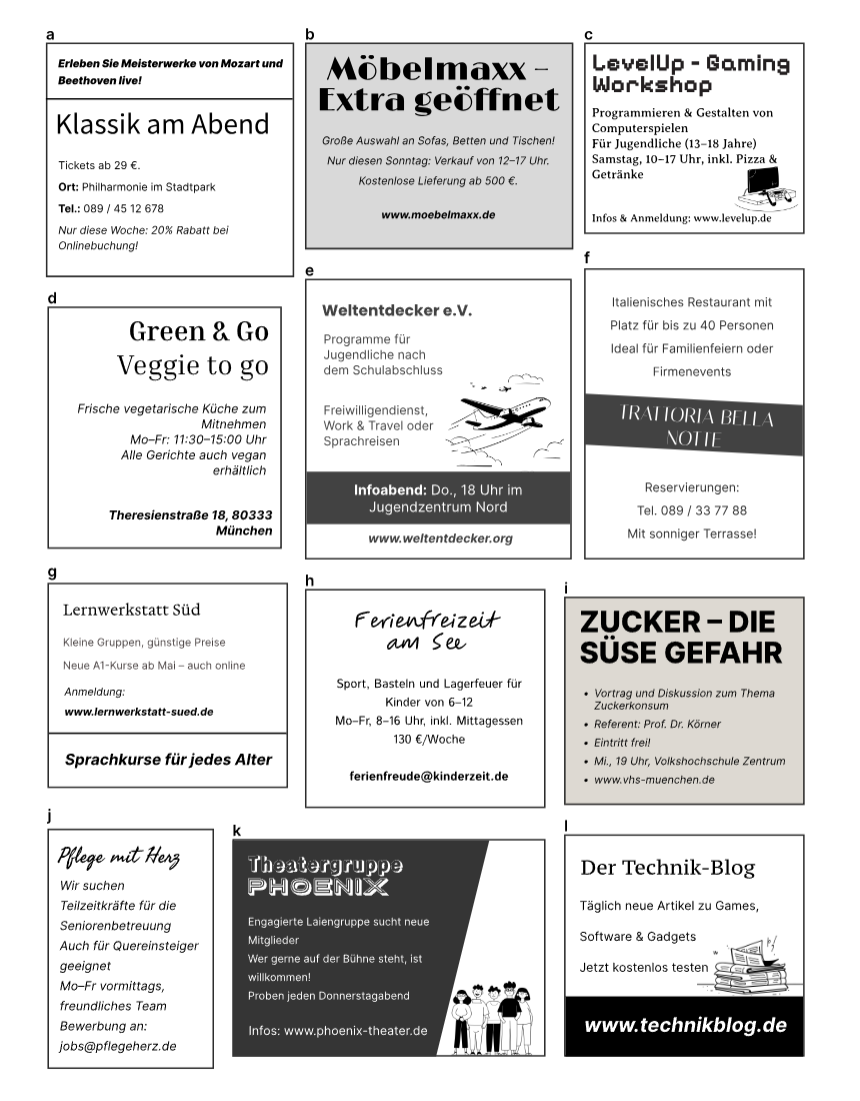 a
Erleben Sie Meisterwerke von Mozart und
Beethoven live!
Klassik am Abend
Tickets ab 29 €.
Ort: Philharmonie im Stadtpark
Tel.: 089 / 45 12 678
Nur diese Woche: 20% Rabatt bei
Onlinebuchung!
b
Möbelmaxx –
Extra geöffnet
Große Auswahl an Sofas, Betten und Tischen!
Nur diesen Sonntag: Verkauf von 12–17 Uhr.
Kostenlose Lieferung ab 500 €.
www.moebelmaxx.de
c
LevelUp - Gaming
Workshop
Programmieren & Gestalten von
Computerspielen
Für Jugendliche (13–18 Jahre)
Samstag, 10–17 Uhr, inkl. Pizza &
Getränke
Infos & Anmeldung: www.levelup.de
d
Green & Go
Veggie to go
Frische vegetarische Küche zum
Mitnehmen
Mo–Fr: 11:30–15:00 Uhr
Alle Gerichte auch vegan
erhältlich
Theresienstraße 18, 80333
München
e
Weltentdecker e.V.
Programme für
Jugendliche nach
dem Schulabschluss
Freiwilligendienst,
Work & Travel oder
Sprachreisen
Infoabend: Do., 18 Uhr im
Jugendzentrum Nord
www.weltentdecker.org
f
Italienisches Restaurant mit
Platz für bis zu 40 Personen
Ideal für Familienfeiern oder
Firmenevents
TRATTORIA BELLA
NOTTE
Reservierungen:
Tel. 089 / 33 77 88
Mit sonniger Terrasse!
g
Lernwerkstatt Süd
Kleine Gruppen, günstige Preise
Neue A1-Kurse ab Mai – auch online
Anmeldung:
www.lernwerkstatt-sued.de
Sprachkurse für jedes Alter
h
Ferienfreizeit
am See
Sport, Basteln und Lagerfeuer für
Kinder von 6–12
Mo–Fr, 8–16 Uhr, inkl. Mittagessen
130 €/Woche
ferienfreude@kinderzeit.de
i
ZUCKER – DIE
SÜSE GEFAHR
• Vortrag und Diskussion zum Thema
Zuckerkonsum
• Referent: Prof. Dr. Körner
• Eintritt frei!
• Mi., 19 Uhr, Volkshochschule Zentrum
• www.vhs-muenchen.de
j
Pflege mit Herz
Wir suchen
Teilzeitkräfte für die
Seniorenbetreuung
Auch für Quereinsteiger
geeignet
Mo–Fr vormittags,
freundliches Team
Bewerbung an:
jobs@pflegeherz.de
k
Theatergruppe
PHOENIX
Engagierte Laiengruppe sucht neue
Mitglieder
Wer gerne auf der Bühne steht, ist
willkommen!
Proben jeden Donnerstagabend
Infos: www.phoenix-theater.de
l
Der Technik-Blog
Täglich neue Artikel zu Games,
Software & Gadgets
Jetzt kostenlos testen
www.technikblog.de